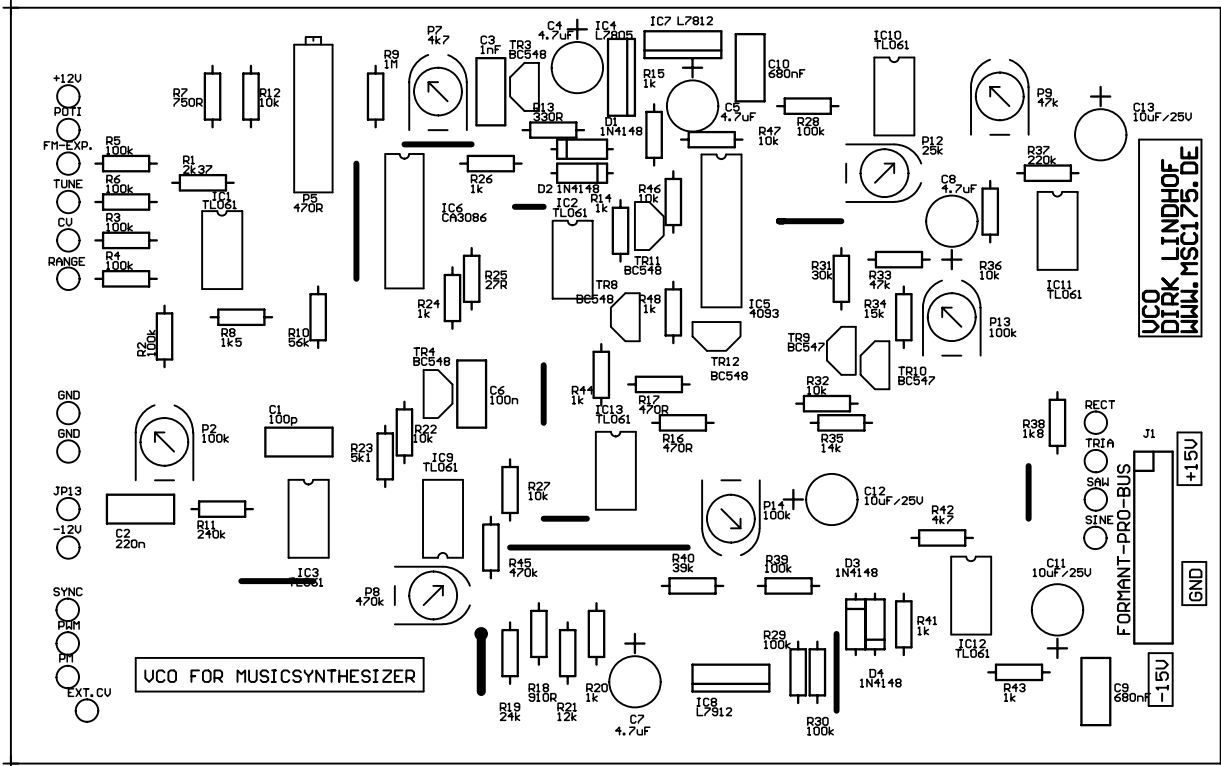 P7
4k7
C3
1nF
TR3
BC548
C4
4.7uF
IC4
L7805
IC7 L7812
R15
1k
C10
680nF
IC10
TL061
P9
47k
C13
10uF/25V
+12V
POTI
FM-EXP.
TUNE
CV
RANGE
R7
750R
R12
10k
R9
1M
R13
330R
D1
1N4148
C5
4.7uF
R47
10k
R28
100k
P12
25k
R37
220k
R5
100k
R1
2k37
R6
100k
R3
100k
R4
100k
IC1
TL061
P5
470R
R26
1k
D2 1N4148
IC6
CA3086
IC2
TL061
R14
1k
R46
10k
C8
4.7uF
TR11
BC548
R25
27R
R24
1k
TR8
BC548
R48
1k
IC5
4093
R31
30k
R33
47k
R36
10k
IC11
TL061
R34
15k
P13
100k
VCO
DIRK LINDHOF
WWW.MSC175.DE
R2
100k
R8
1k5
R10
56k
TR4
BC548
C6
100n
R44
1k
TR12
BC548
TR9
BC547
TR10
BC547
R17
470R
R32
10k
GND
GND
P2
100k
C1
100p
R23
5k1
R22
10k
IC13
TL061
R16
470R
R35
14k
R38
1k8
RECT
TRIA
SAW
SINE
J1
+15V
IC9
TL061
R27
10k
JP13
-12V
C2
220n
R11
240k
P14
100k
C12
10uF/25V
R42
4k7
FORMANT-PRO-BUS
IC3
TL061
R45
470k
R40
39k
R39
100k
D3
1N4148
C11
10uF/25V
GND
SYNC
PWM
PM
EXT.CV
P8
470k
R41
1k
R29
100k
IC12
TL061
VCO FOR MUSICSYNTHESIZER
R19
24k
R18
910R
R21
12k
R20
1k
C7
4.7uF
IC8
L7912
R30
100k
D4
1N4148
R43
1k
C9
680nF
-15V